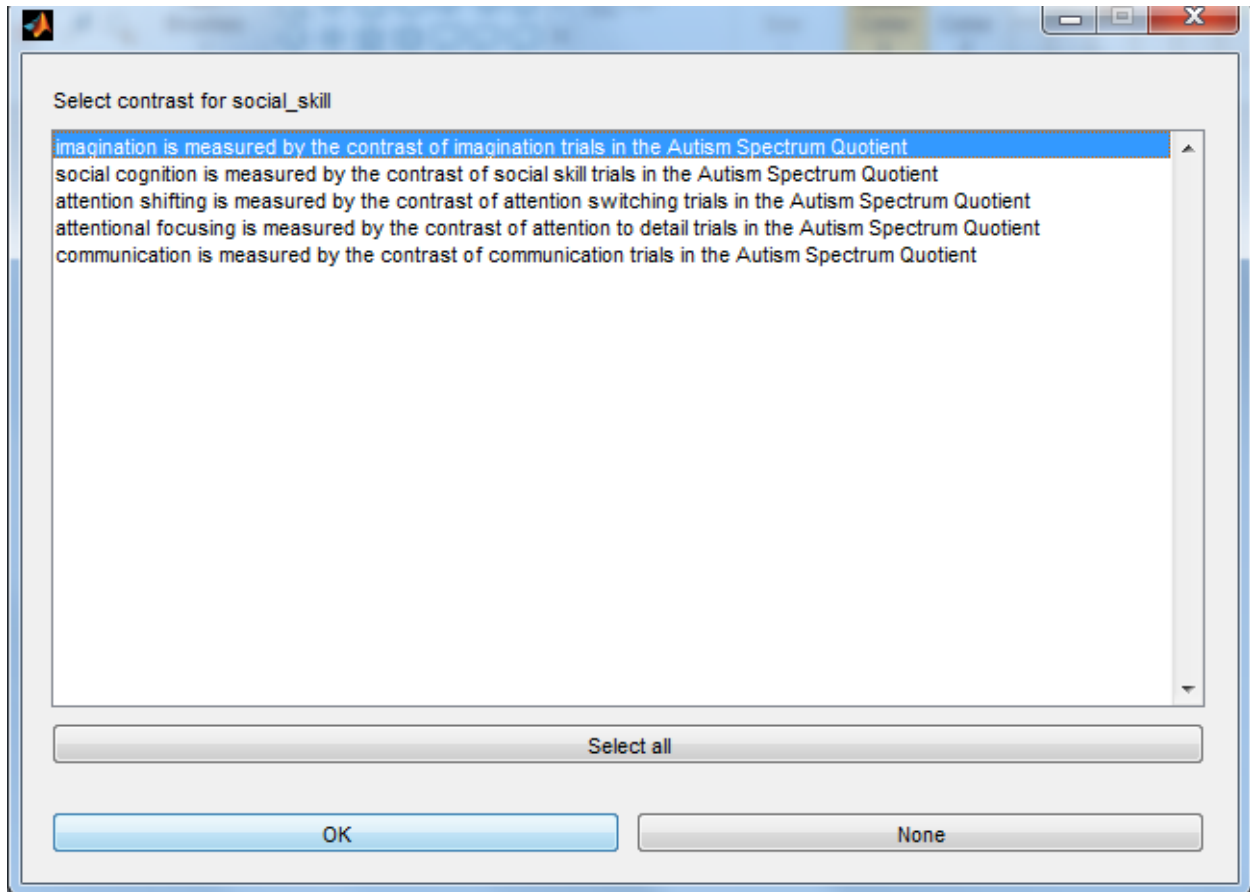 Select contrast for social_skill
imagination is measured by the contrast of imagination trials in the Autism Spectrum Quotient
social cognition is measured by the contrast of social skill trials in the Autism Spectrum Quotient
attention shifting is measured by the contrast of attention switching trials in the Autism Spectrum Quotient
attentional focusing is measured by the contrast of attention to detail trials in the Autism Spectrum Quotient
communication is measured by the contrast of communication trials in the Autism Spectrum Quotient
Select all
OK
None